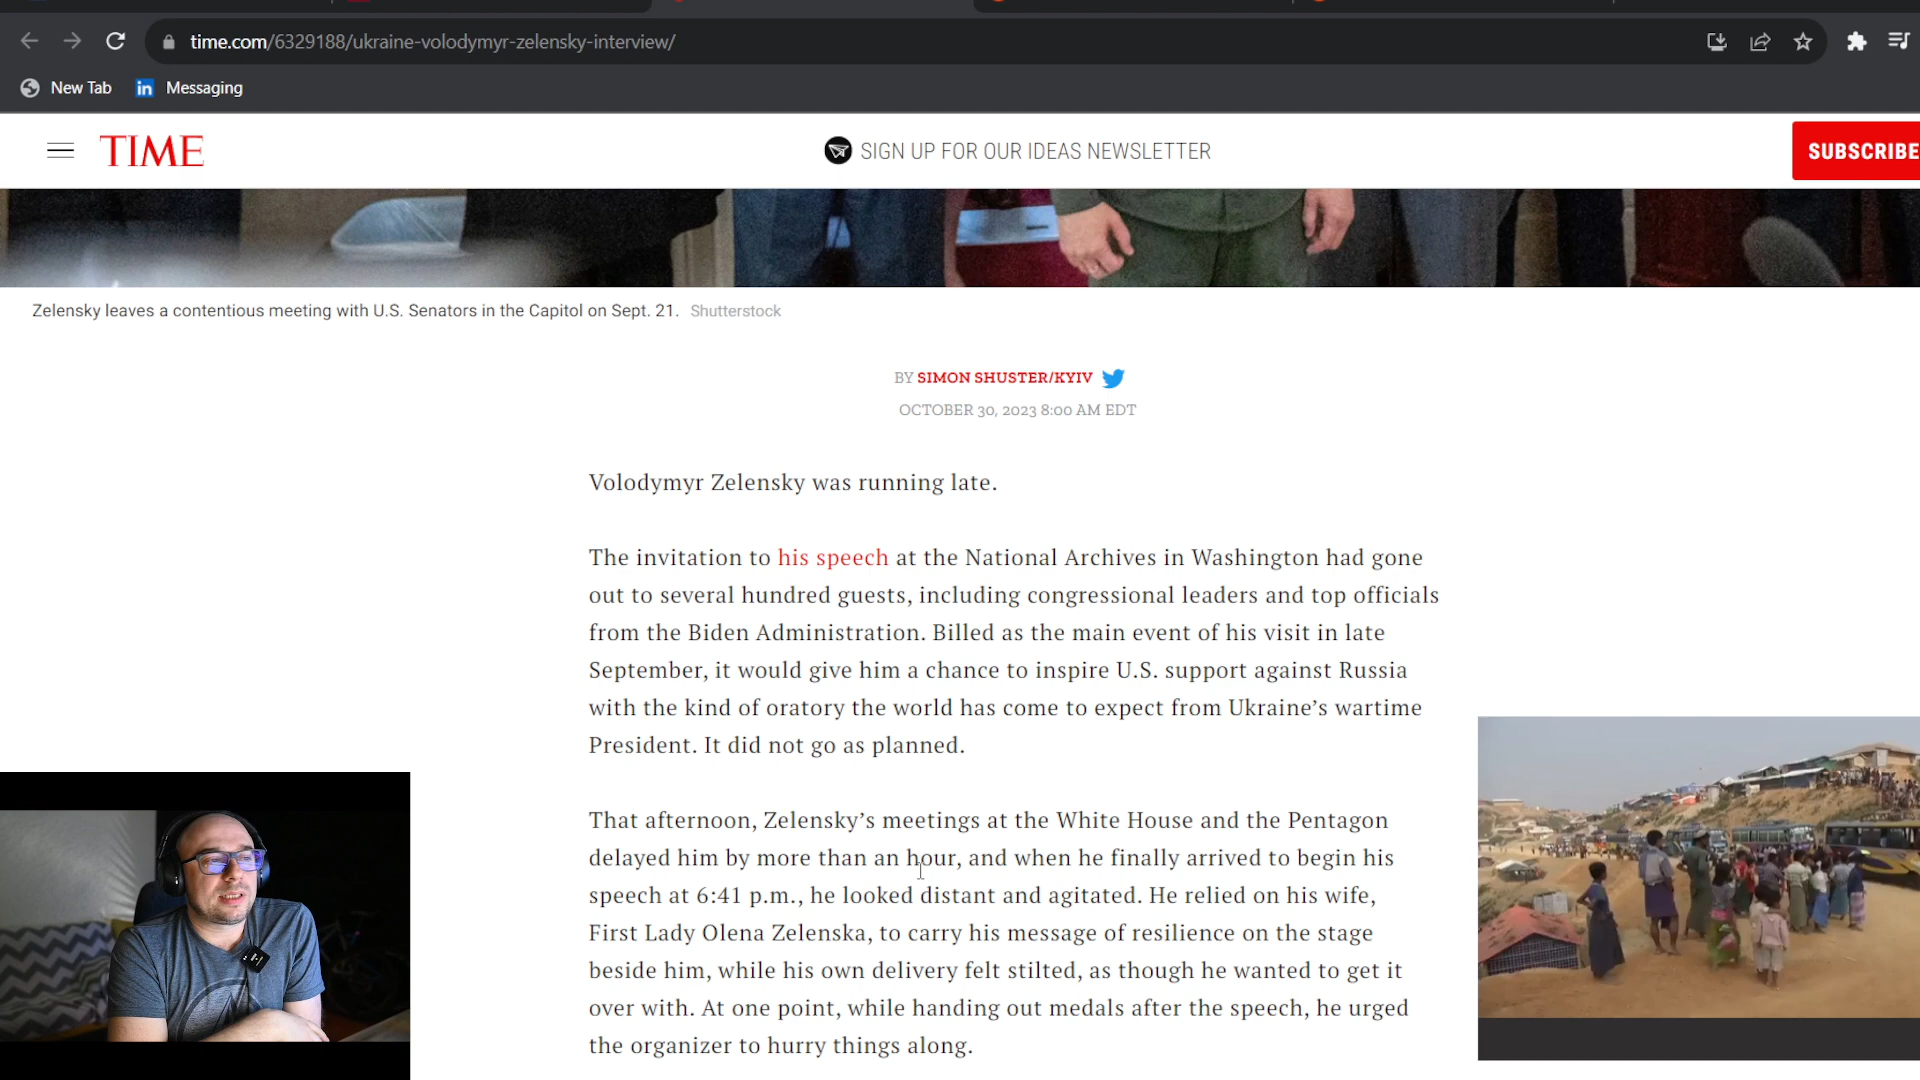 time.com/6329188/ukraine-volodymyr-zelensky-interview/
New Tab
in Messaging
TIME
SIGN UP FOR OUR IDEAS NEWSLETTER
SUBSCRIBE
Zelensky leaves a contentious meeting with U.S. Senators in the Capitol on Sept. 21. Shutterstock
BY SIMON SHUSTER/KYIV
OCTOBER 30, 2023 8:00 AM EDT
Volodymyr Zelensky was running late.
The invitation to his speech at the National Archives in Washington had gone
out to several hundred guests, including congressional leaders and top officials
from the Biden Administration. Billed as the main event of his visit in late
September, it would give him a chance to inspire U.S. support against Russia
with the kind of oratory the world has come to expect from Ukraine’s wartime
President. It did not go as planned.
That afternoon, Zelensky’s meetings at the White House and the Pentagon
delayed him by more than an hour, and when he finally arrived to begin his
speech at 6:41 p.m., he looked distant and agitated. He relied on his wife,
First Lady Olena Zelenska, to carry his message of resilience on the stage
beside him, while his own delivery felt stilted, as though he wanted to get it
over with. At one point, while handing out medals after the speech, he urged
the organizer to hurry things along.